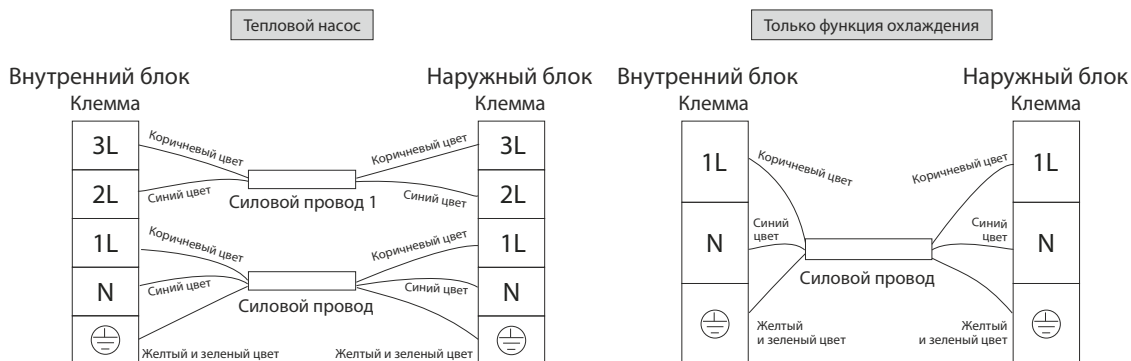 Тепловой насос
Внутренний блок
Клемма
Наружный блок
Клемма
3L
Коричневый цвет
Коричневый цвет
3L
2L
Синий цвет
Силовой провод 1
Синий цвет
2L
1L
Коричневый цвет
Коричневый цвет
1L
N
Синий цвет
Силовой провод
Синий цвет
N
Желтый и зеленый цвет
Желтый и зеленый цвет
Только функция охлаждения
Внутренний блок
Клемма
Наружный блок
Клемма
1L
Коричневый цвет
Коричневый цвет
1L
N
Синий
цвет
Силовой провод
Синий
цвет
N
Желтый
и зеленый цвет
Желтый
и зеленый цвет